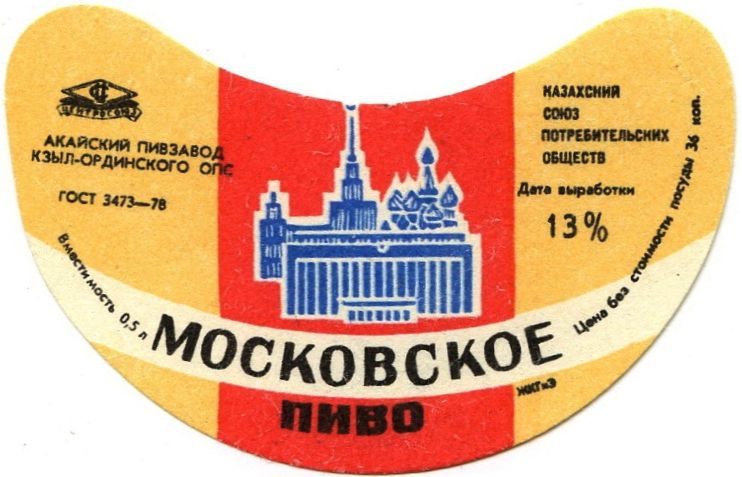 ЦЕНТРОСОЮЗ
АКАЙСКИЙ ПИВЗАВОД
КЗЫЛ-ОРДИНСКОГО ОПС
ГОСТ 3473—78
Вместимость 0,5 л
КАЗАХСКИЙ
СОЮЗ
ПОТРЕБИТЕЛЬСКИХ
ОБЩЕСТВ
Дата выработки
13%
Цена без стоимости посуды 36 коп.
МОСКОВСКОЕ
ПИВО
ЖКГиЭ